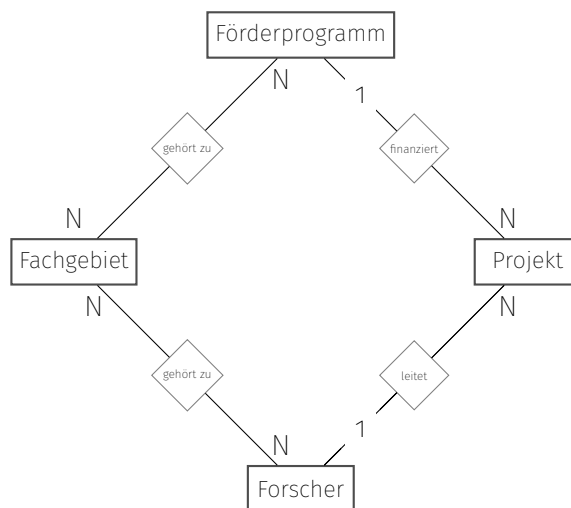 Förderprogramm
N
1
gehört zu
finanziert
N
N
Fachgebiet
Projekt
N
N
gehört zu
leitet
N
1
Forscher